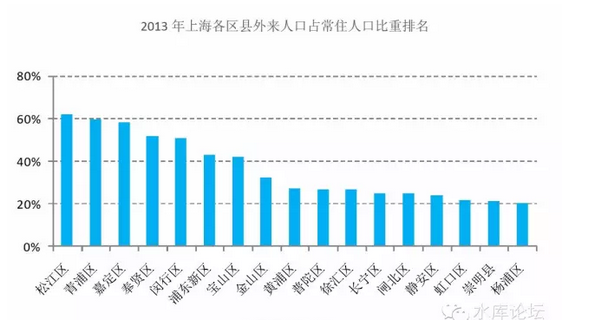 2013 年上海各区县外来人口占常住人口比重排名
80%
60%
40%
20%
0%
松江区
青浦区
嘉定区
奉贤区
闵行区
浦东新区
宝山区
金山区
黄浦区
普陀区
徐汇区
长宁区
闸北区
静安区
虹口区
崇明县
杨浦区
水库论坛